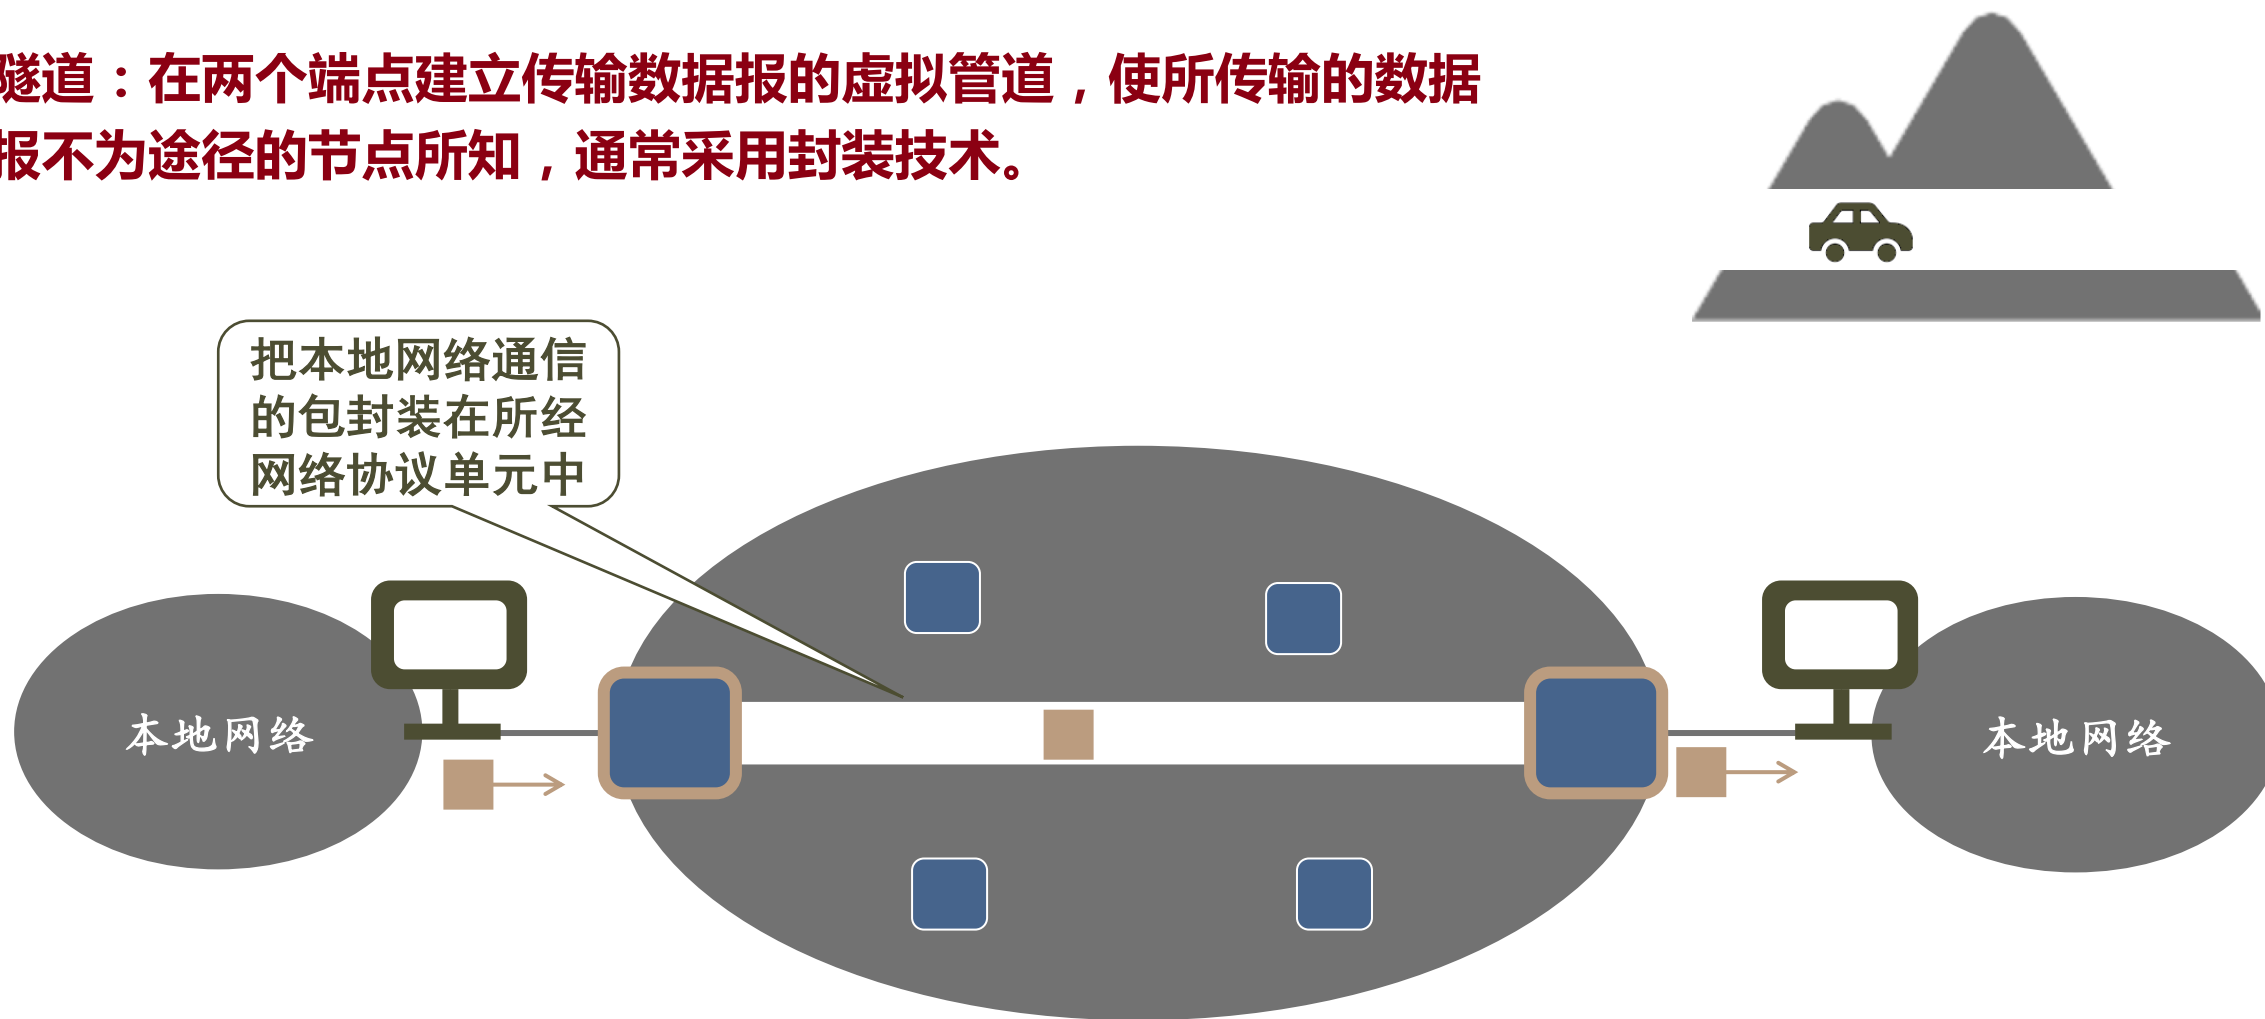 隧道：在两个端点建立传输数据报的虚拟管道，使所传输的数据
报不为途径的节点所知，通常采用封装技术。
把本地网络通信
的包封装在所经
网络协议单元中
本地网络
本地网络